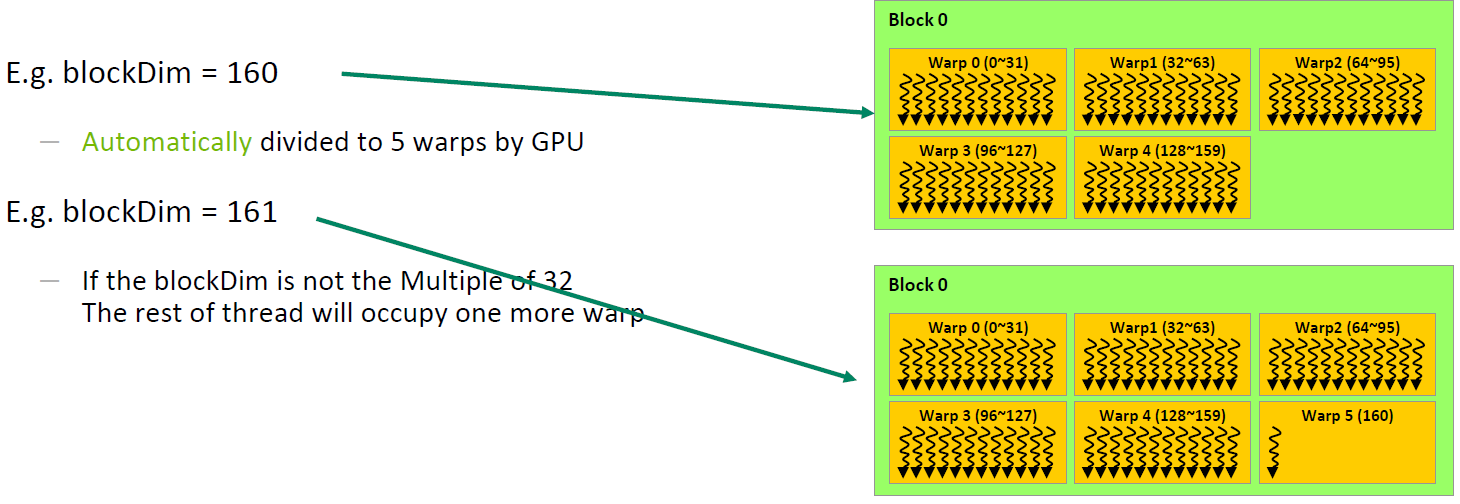 E.g. blockDim = 160
— Automatically divided to 5 warps by GPU
E.g. blockDim = 161
— If the blockDim is not the Multiple of 32
The rest of thread will occupy one more warp
Block 0
Warp 0 (0~31)
Warp1 (32~63)
Warp2 (64~95)
Warp 3 (96~127)
Warp 4 (128~159)
Block 0
Warp 0 (0~31)
Warp1 (32~63)
Warp2 (64~95)
Warp 3 (96~127)
Warp 4 (128~159)
Warp 5 (160)